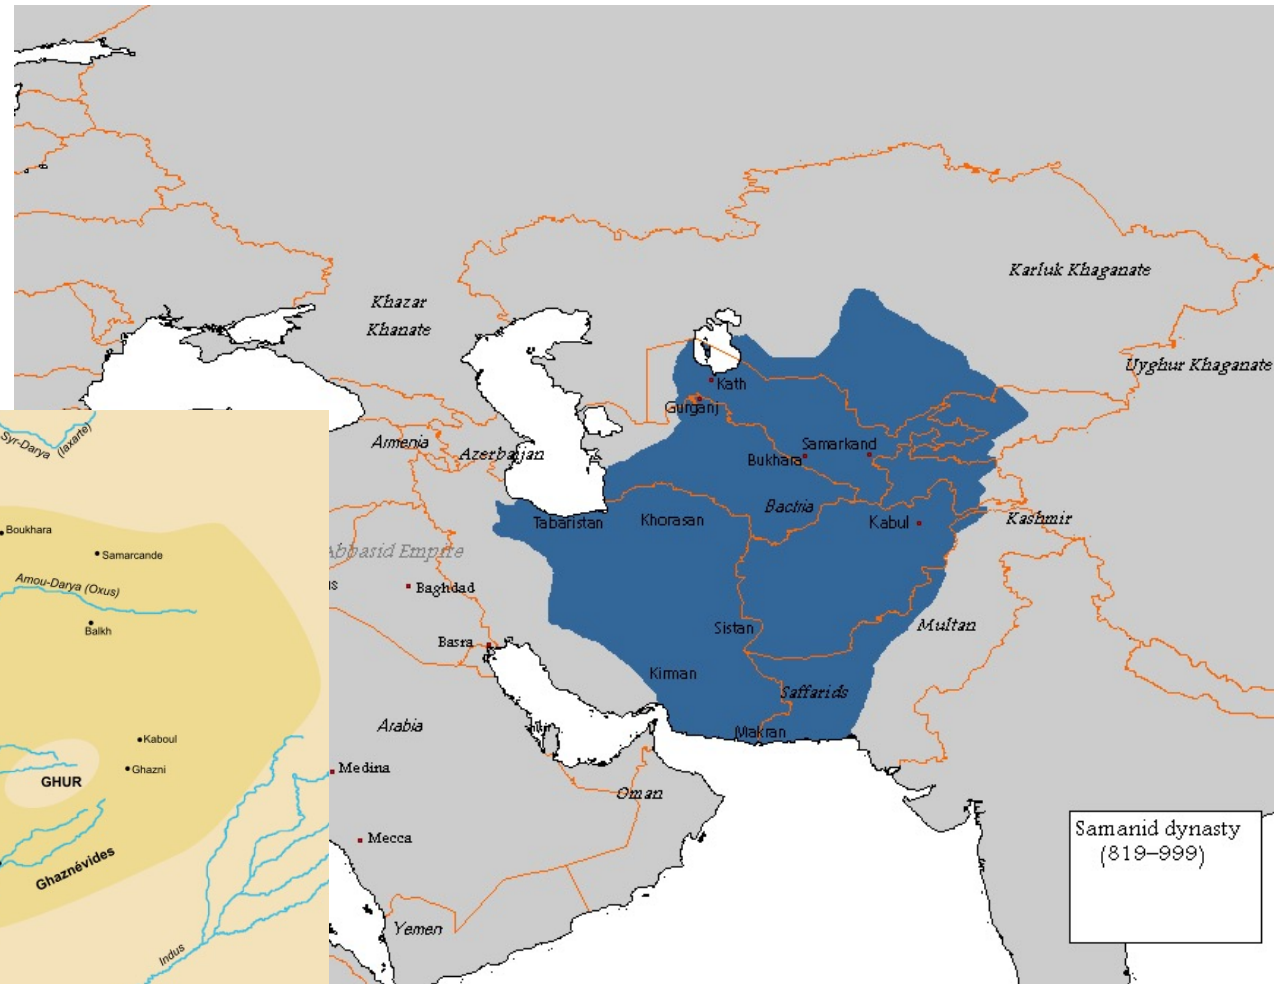 Karluk Khaganate
Khazar
Khanate
Uyghur Khaganate
Kath
Gurganj
Armenia
Azerbaijan
Samarkand
Bukhara
Bactria
Tabaristan
Khorasan
Kabul
Kashmir
Abbasid Empire
Baghdad
Basra
Sistan
Multan
Kirman
Saffarids
Arabia
Makran
Medina
Oman
Mecca
Yemen
Samanid dynasty
(819–999)
Syr-Darya (Iaxarte)
Boukhara
Samarcande
Amou-Darya (Oxus)
Balkh
Kaboul
Ghazni
GHUR
Ghaznévides
Indus